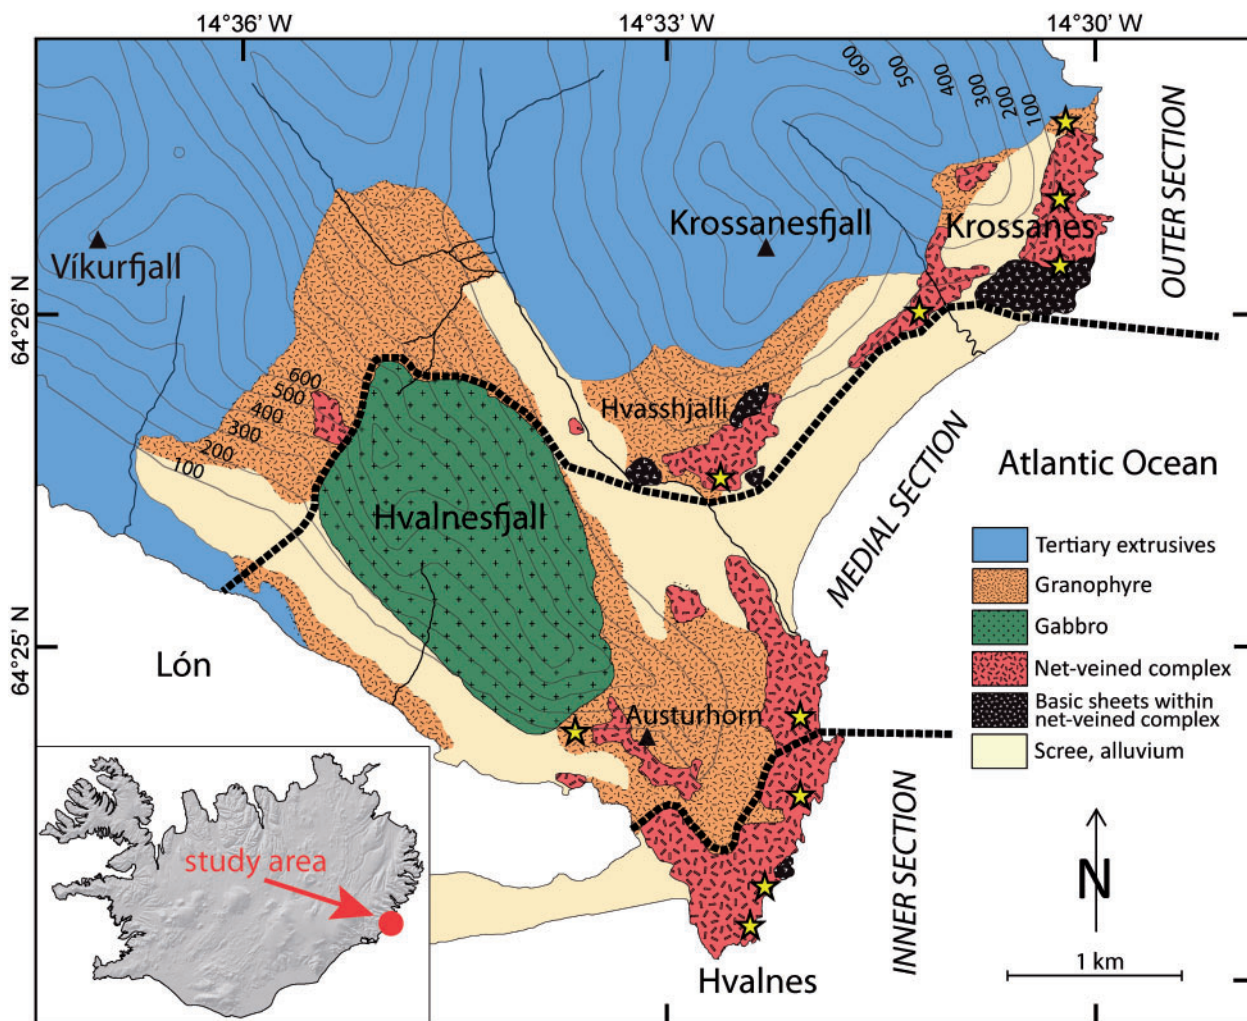 14°36' W
14°33' W
14°30' W
600
500
400
300
200
100
OUTER SECTION
Krossanesfjall
Krossanes
Víkurfjall
64°26' N
600
500
400
300
200
100
Hvasshjalli
MEDIAL SECTION
Atlantic Ocean
Hvalnesfjall
Tertiary extrusives
Granophyre
Gabbro
Net-veined complex
Basic sheets within
net-veined complex
Scree, alluvium
64°25' N
Lón
Austurhorn
study area
INNER SECTION
N
1 km
Hvalnes